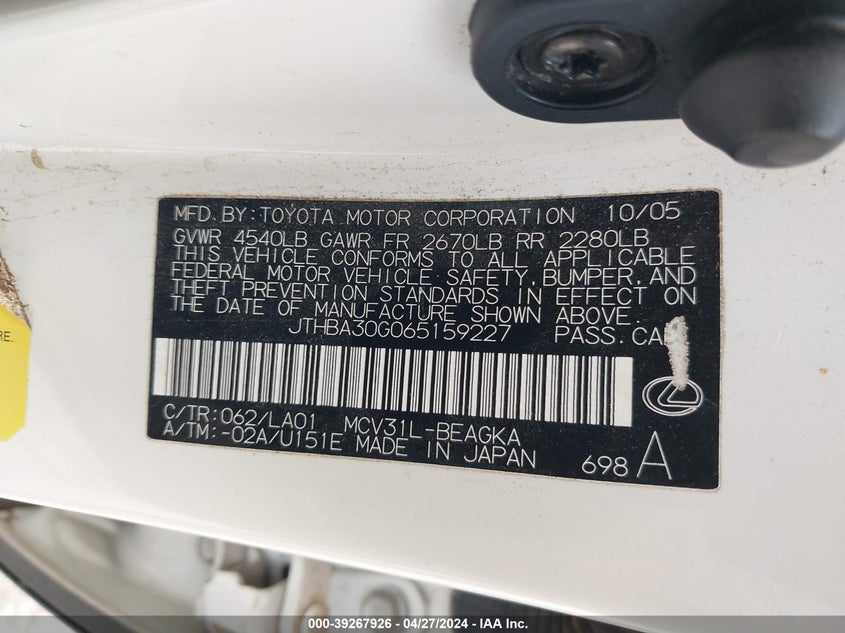 MFD. BY: TOYOTA MOTOR CORPORATION 10/05
GVWR 4540LB GAWR FR 2670LB RR 2280LB
THIS VEHICLE CONFORMS TO ALL APPLICABLE
FEDERAL MOTOR VEHICLE SAFETY, BUMPER, AND
THEFT PREVENTION STANDARDS IN EFFECT ON
THE DATE OF MANUFACTURE SHOWN ABOVE.
JTHBA30G065159227 PASS. CAR
C/TR: 062/LA01 MCV31L-BEAGKA
A/TM: -02A/U151E MADE IN JAPAN
698 A
RE.
000-39267926 | 04/27/2024 | IAA Inc.